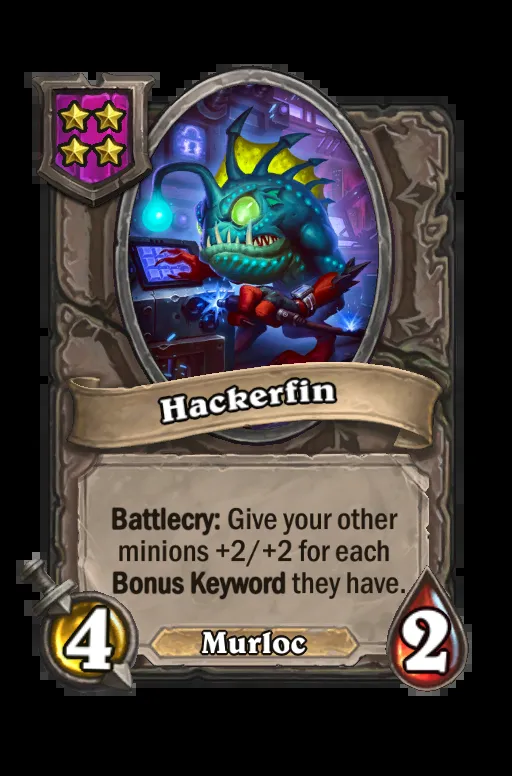 Hackerfin
Battlecry: Give your other
minions +2/+2 for each
Bonus Keyword they have.
4
Murloc
2